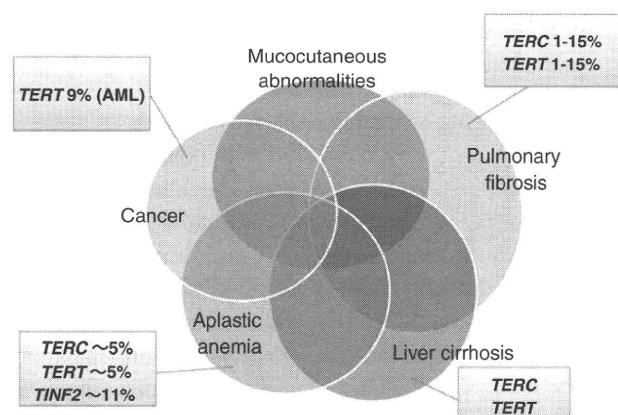 TERC 1-15%
TERT 1-15%
Mucocutaneous
abnormalities
TERT 9% (AML)
Pulmonary
fibrosis
Cancer
Aplastic
anemia
Liver cirrhosis
TERC ~5%
TERT ~5%
TINF2 ~11%
TERC
TERT